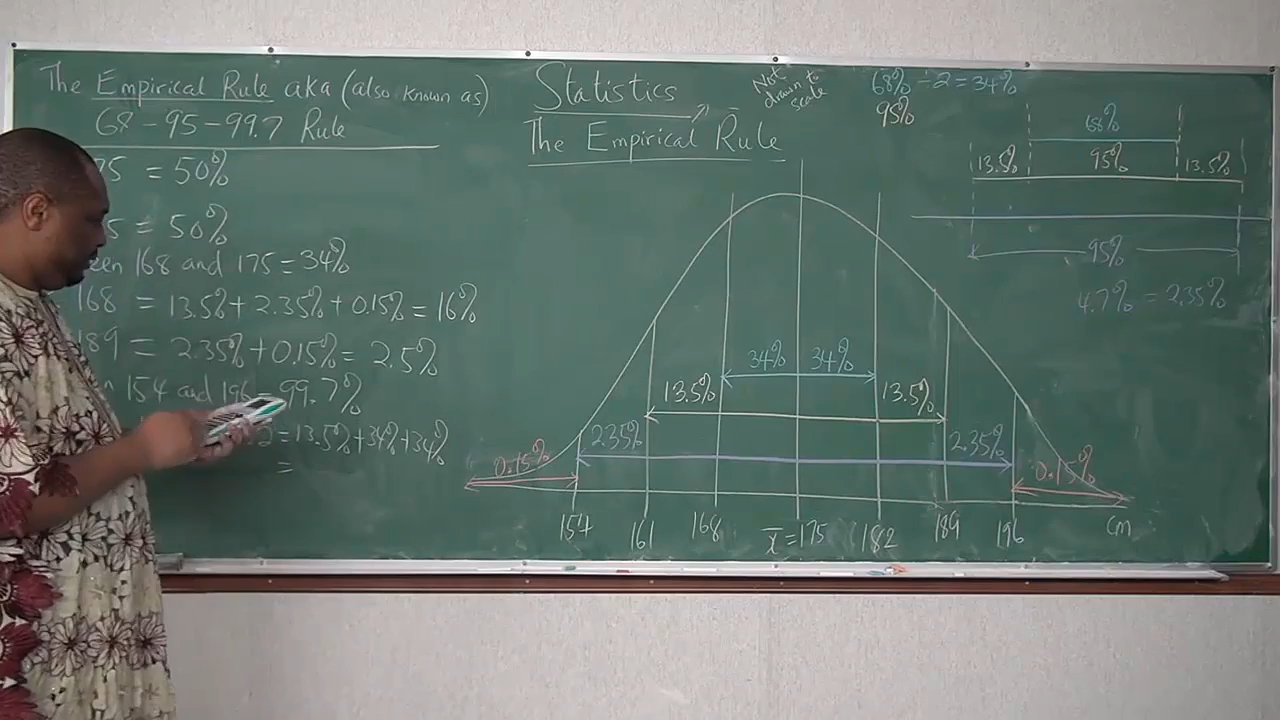 The Empirical Rule aka (also known as)
68-95-99.7 Rule
75 = 50%
5 = 50%
een 168 and 175 = 34%
168 = 13.5% + 2.35% + 0.15% = 16%
189 = 2.35% + 0.15% = 2.5%
154 and 196 = 99.7%
2 = 13.5% + 34% + 34%
=
Statistics
The Empirical Rule
Not drawn to scale
68% ÷ 2 = 34%
95%
68%
13.5% 95% 13.5%
95%
4.7% = 2.35%
34% 34%
13.5% 13.5%
2.35% 2.35%
0.15% 0.15%
154 161 168 x̄ = 175 182 189 196 cm